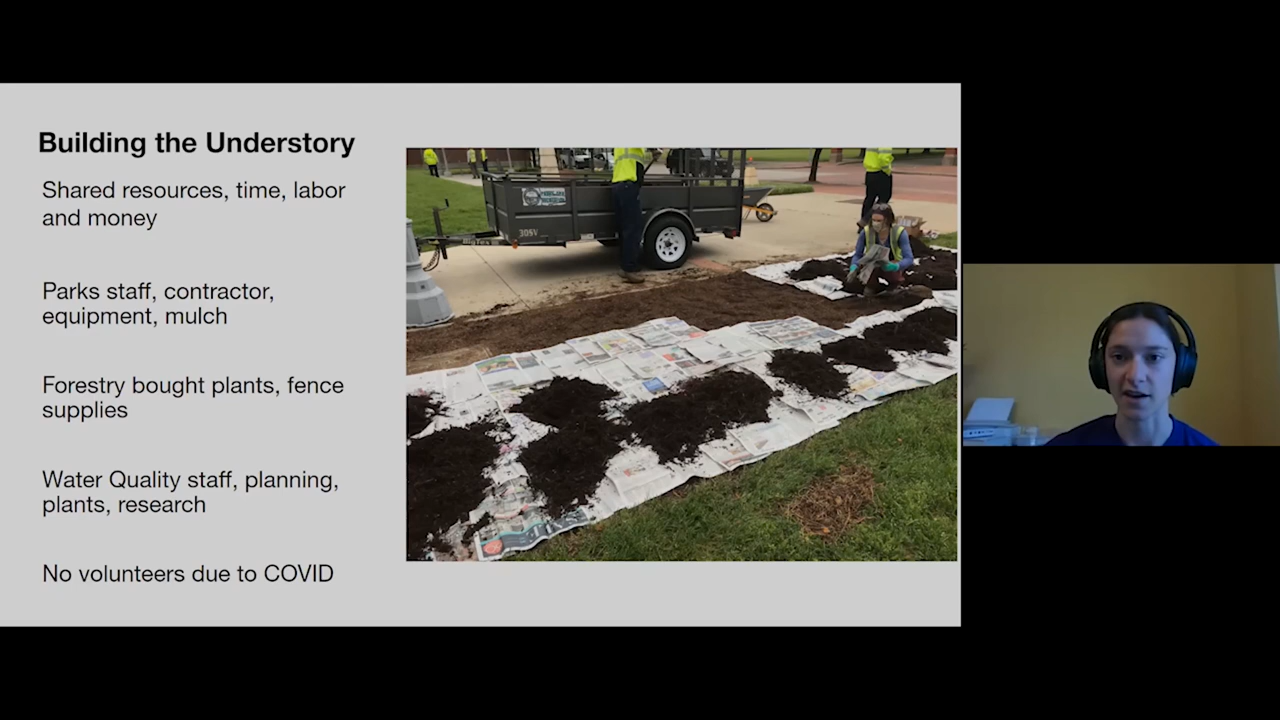 Building the Understory
Shared resources, time, labor
and money
Parks staff, contractor,
equipment, mulch
Forestry bought plants, fence
supplies
Water Quality staff, planning,
plants, research
No volunteers due to COVID
305V